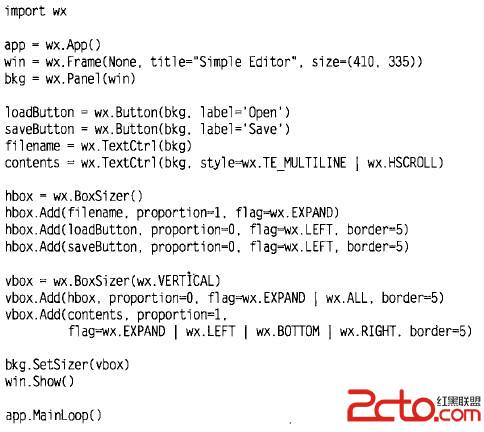 import wx
app = wx.App()
win = wx.Frame(None, title="Simple Editor", size=(410, 335))
bkg = wx.Panel(win)
loadButton = wx.Button(bkg, label='Open')
saveButton = wx.Button(bkg, label='Save')
filename = wx.TextCtrl(bkg)
contents = wx.TextCtrl(bkg, style=wx.TE_MULTILINE | wx.HSCROLL)
hbox = wx.BoxSizer()
hbox.Add(filename, proportion=1, flag=wx.EXPAND)
hbox.Add(loadButton, proportion=0, flag=wx.LEFT, border=5)
hbox.Add(saveButton, proportion=0, flag=wx.LEFT, border=5)
vbox = wx.BoxSizer(wx.VERTICAL)
vbox.Add(hbox, proportion=0, flag=wx.EXPAND | wx.ALL, border=5)
vbox.Add(contents, proportion=1,
flag=wx.EXPAND | wx.LEFT | wx.BOTTOM | wx.RIGHT, border=5)
bkg.SetSizer(vbox)
win.Show()
app.MainLoop()
2cto.com
红黑联盟